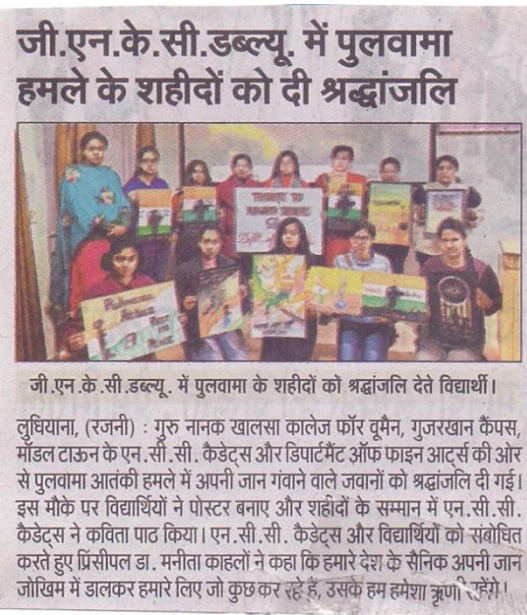 जी.एन.के.सी.डब्ल्यू. में पुलवामा
हमले के शहीदों को दी श्रद्धांजलि
जी.एन.के.सी.डब्ल्यू. में पुलवामा के शहीदों को श्रद्धांजलि देते विद्यार्थी।
लुधियाना, (रजनी) : गुरु नानक खालसा कालेज फॉर वूमैन, गुजरखान कैंपस,
मॉडल टाऊन के एन.सी.सी. कैडेट्स और डिपार्टमैंट ऑफ फाइन आर्ट्स की ओर
से पुलवामा आतंकी हमले में अपनी जान गंवाने वाले जवानों को श्रद्धांजलि दी गई।
इस मौके पर विद्यार्थियों ने पोस्टर बनाए और शहीदों के सम्मान में एन.सी.सी.
कैडेट्स ने कविता पाठ किया। एन.सी.सी. कैडेट्स और विद्यार्थियों को संबोधित
करते हुए प्रिंसीपल डा. मनीता काहलों ने कहा कि हमारे देश के सैनिक अपनी जान
जोखिम में डालकर हमारे लिए जो कुछ कर रहे हैं, उसके हम हमेशा ऋणी रहेंगे।